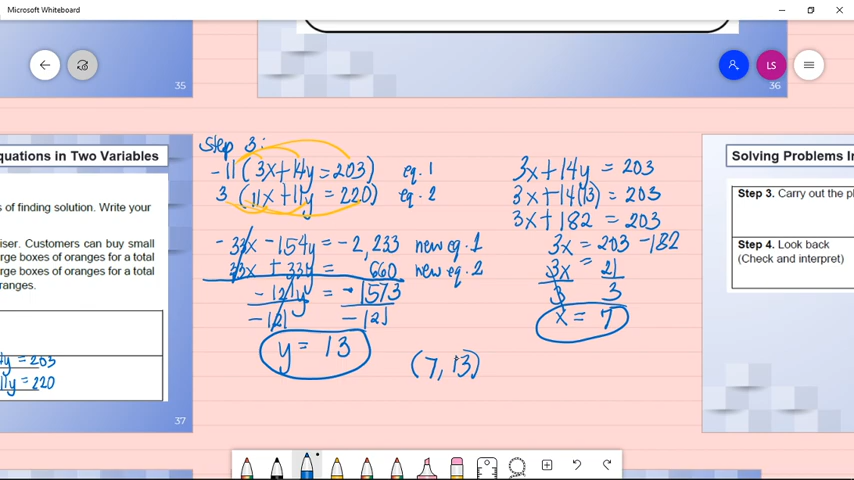 Microsoft Whiteboard
LS
35
36
quations in Two Variables
s of finding solution. Write your
iser. Customers can buy small
rge boxes of oranges for a total
rge boxes of oranges for a total
ranges.
4y = 203
11y = 220
37
Step 3:
-11 (3x+14y=203) eq. 1
3 (11x+11y = 220) eq. 2
-33x -154y = -2,233 new eq.1
33x + 33y = 660 new eq.2
-121y = -1573
-121 -121
y = 13
(7, 13)
3x+14y = 203
3x+14(13) = 203
3x+182 = 203
3x = 203 -182
3x = 21
3 3
x = 7
Solving Problems In
Step 3. Carry out the pl
Step 4. Look back
(Check and interpret)